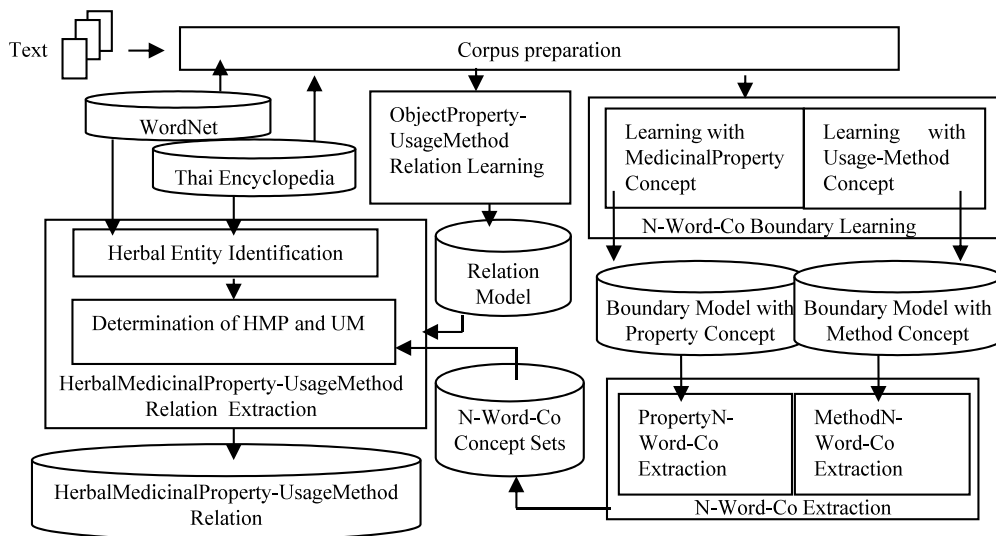 Text
Corpus preparation
WordNet
Thai Encyclopedia
ObjectProperty-
UsageMethod
Relation Learning
Learning with
MedicinalProperty
Concept
Learning with
Usage-Method
Concept
N-Word-Co Boundary Learning
Herbal Entity Identification
Relation
Model
Boundary Model with
Property Concept
Boundary Model with
Method Concept
Determination of HMP and UM
HerbalMedicinalProperty-UsageMethod
Relation Extraction
N-Word-Co
Concept Sets
PropertyN-
Word-Co
Extraction
MethodN-
Word-Co
Extraction
N-Word-Co Extraction
HerbalMedicinalProperty-UsageMethod
Relation